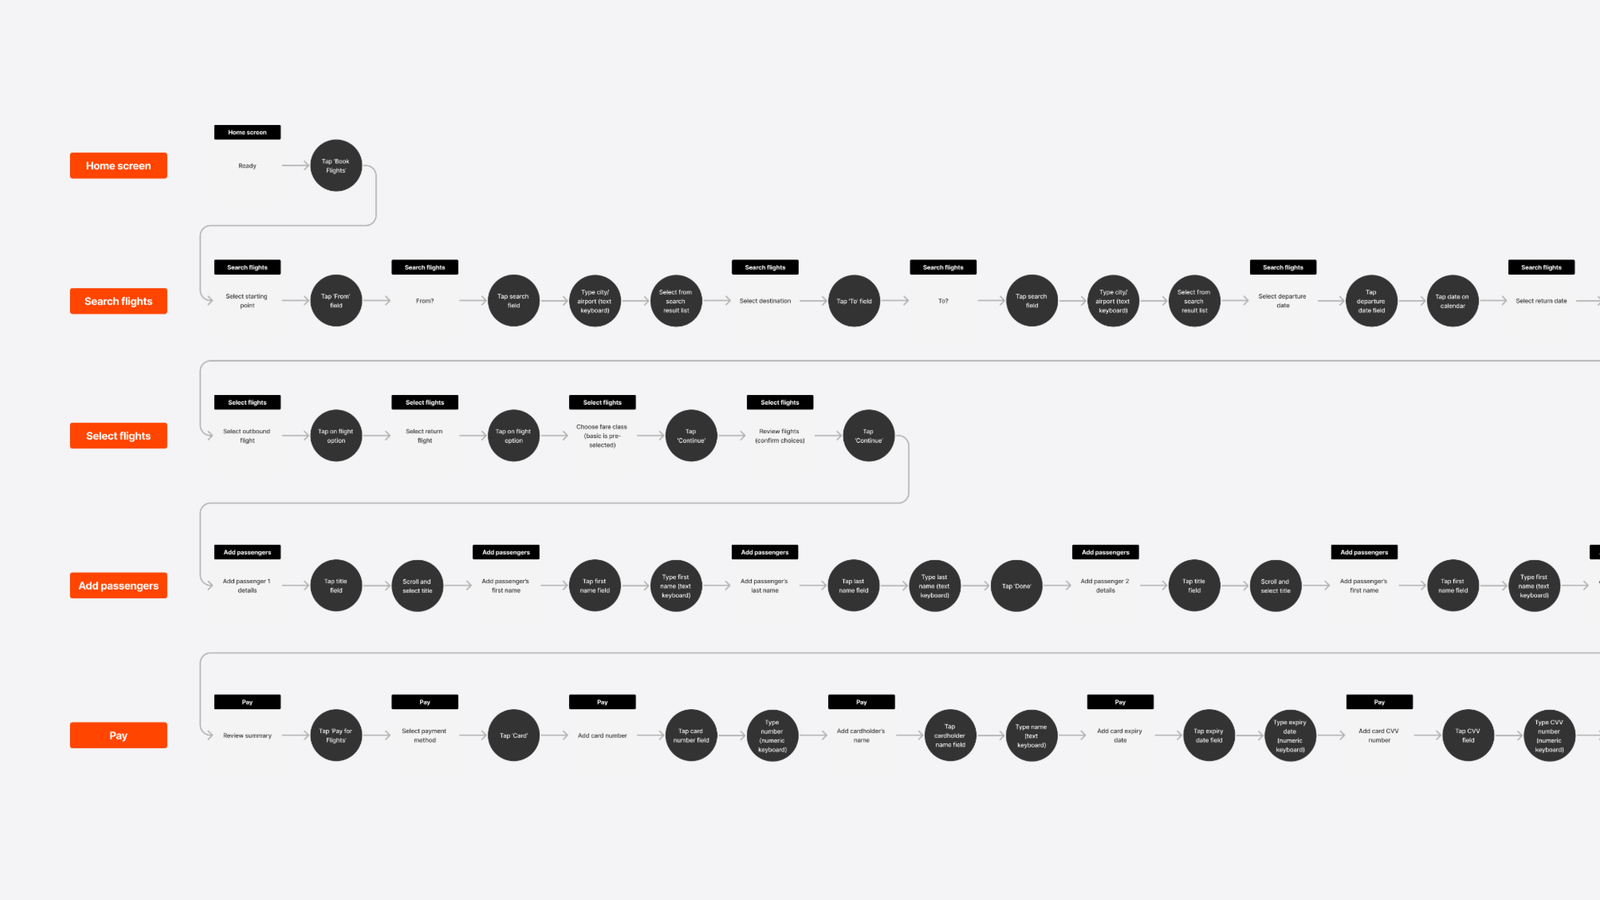 Home screen
Home screen
Ready
Tap 'Book
Flights'
Search flights
Search flights
Select starting
point
Tap 'From'
field
Search flights
From?
Tap search
field
Type city/
airport (text
keyboard)
Select from
search
result list
Search flights
Select destination
Tap 'To' field
Search flights
To?
Tap search
field
Type city/
airport (text
keyboard)
Select from
search
result list
Search flights
Select departure
date
Tap
departure
date field
Tap date on
calendar
Search flights
Select return date
Select flights
Select flights
Select outbound
flight
Tap on flight
option
Select flights
Select return
flight
Tap on flight
option
Select flights
Choose fare class
(basic is pre-
selected)
Tap
'Continue'
Select flights
Review flights
(confirm choices)
Tap
'Continue'
Add passengers
Add passengers
Add passenger 1
details
Tap title
field
Scroll and
select title
Add passengers
Add passenger's
first name
Tap first
name field
Type first
name (text
keyboard)
Add passengers
Add passenger's
last name
Tap last
name field
Type last
name (text
keyboard)
Tap 'Done'
Add passengers
Add passenger 2
details
Tap title
field
Scroll and
select title
Add passengers
Add passenger's
first name
Tap first
name field
Type first
name (text
keyboard)
Pay
Pay
Review summary
Tap 'Pay for
Flights'
Pay
Select payment
method
Tap 'Card'
Pay
Add card number
Tap card
number field
Type
number
(numeric
keyboard)
Pay
Add cardholder's
name
Tap
cardholder
name field
Type name
(text
keyboard)
Pay
Add card expiry
date
Tap expiry
date field
Type expiry
date (numeric
keyboard)
Pay
Add card CVV
number
Tap CVV
field
Type CVV
number
(numeric
keyboard)